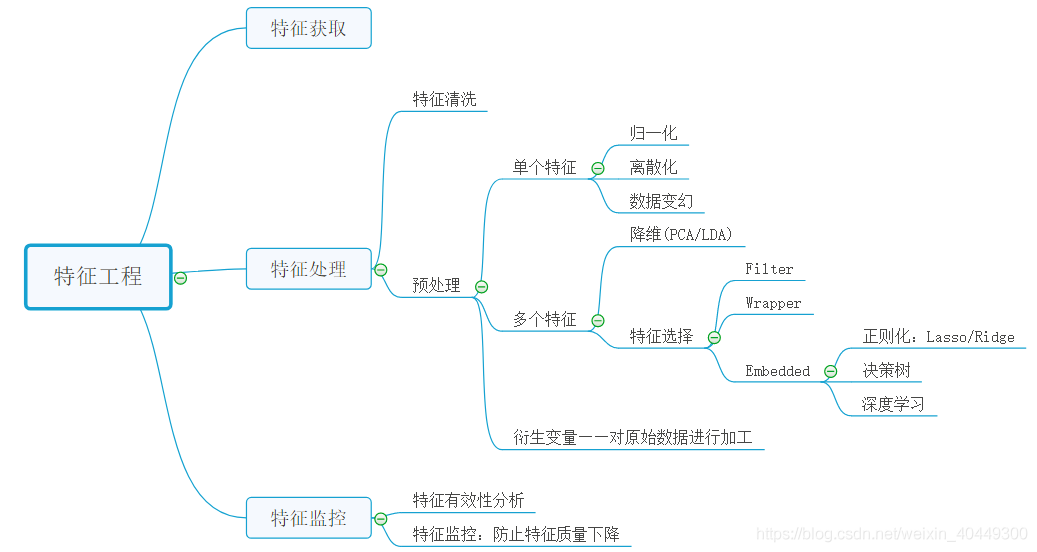 特征获取
特征清洗
归一化
单个特征
离散化
数据变幻
降维(PCA/LDA)
特征工程
特征处理
预处理
Filter
Wrapper
多个特征
特征选择
正则化: Lasso/Ridge
Embedded
决策树
深度学习
衍生变量——对原始数据进行加工
特征有效性分析
特征监控
特征监控: 防止特征质量下降
https://blog.csdn.net/weixin_40449300